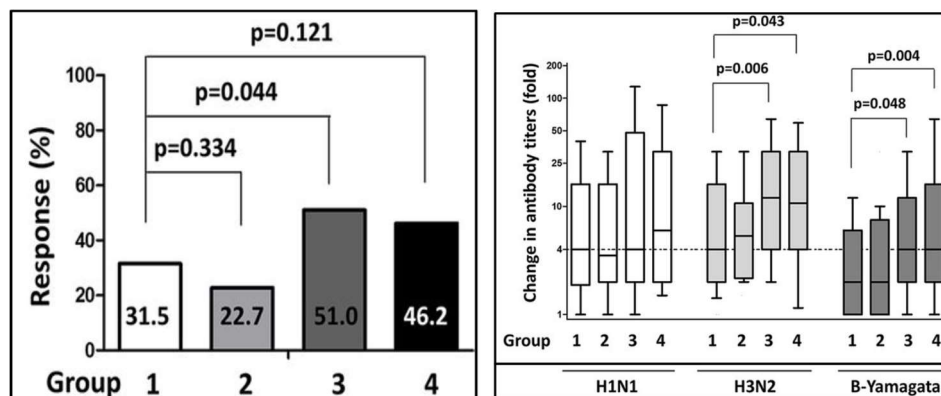 p=0.121
100
p=0.044
80
p=0.334
60
40
20
0
Response (%)
31.5 22.7 51.0 46.2
Group 1 2 3 4
p=0.043
p=0.006
p=0.004
p=0.048
200
100
50
25
10
4
1
Change in antibody titers (fold)
Group 1 2 3 4 1 2 3 4 1 2 3 4
H1N1 H3N2 B-Yamagata